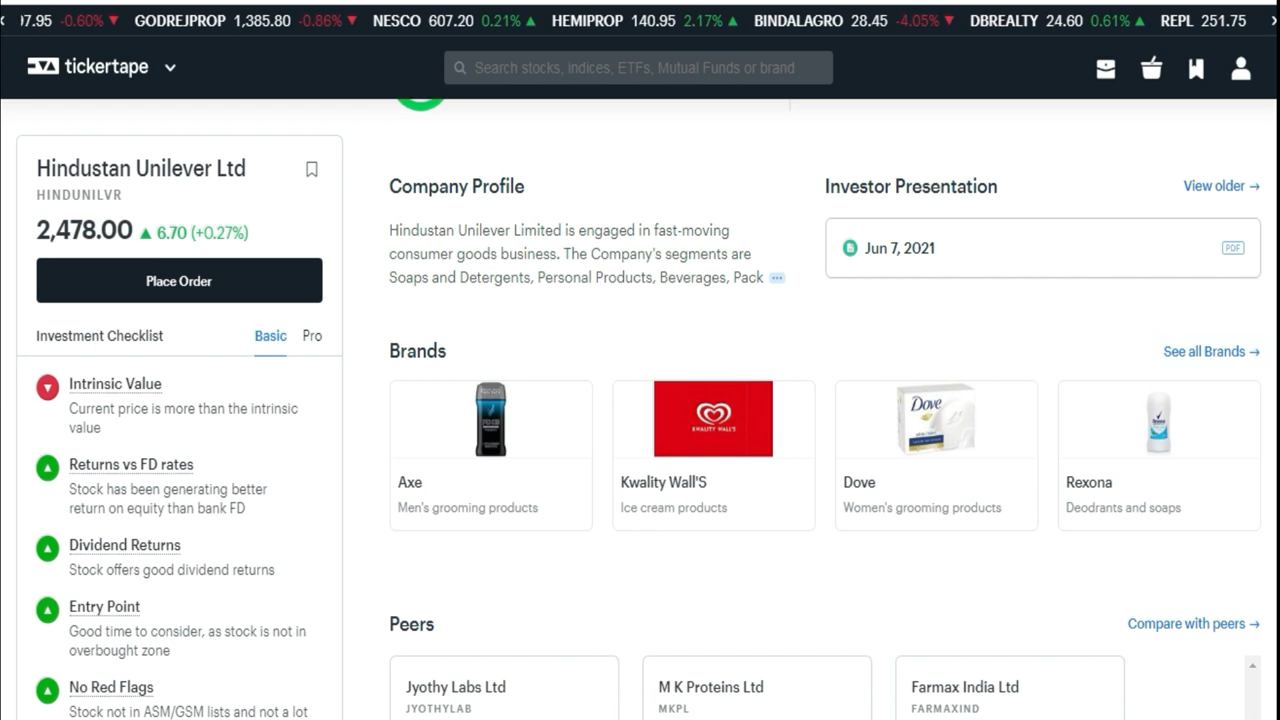 97.95 -0.60% ▼ GODREJPROP 1,385.80 -0.86% ▼ NESCO 607.20 0.21% ▲ HEMIPROP 140.95 2.17% ▲ BINDALAGRO 28.45 -4.05% ▼ DBREALTY 24.60 0.61% ▲ REPL 251.75
tickertape
Search stocks, indices, ETFs, Mutual Funds or brand
Hindustan Unilever Ltd
HINDUNILVR
2,478.00 ▲ 6.70 (+0.27%)
Place Order
Investment Checklist Basic Pro
Intrinsic Value
Current price is more than the intrinsic
value
Returns vs FD rates
Stock has been generating better
return on equity than bank FD
Dividend Returns
Stock offers good dividend returns
Entry Point
Good time to consider, as stock is not in
overbought zone
No Red Flags
Stock not in ASM/GSM lists and not a lot
Company Profile
Hindustan Unilever Limited is engaged in fast-moving
consumer goods business. The Company's segments are
Soaps and Detergents, Personal Products, Beverages, Pack ···
Investor Presentation View older →
Jun 7, 2021 PDF
Brands See all Brands →
AXE
KWALITY WALL'S
Dove
Rexona
Axe
Men's grooming products
Kwality Wall'S
Ice cream products
Dove
Women's grooming products
Rexona
Deodrants and soaps
Peers Compare with peers →
Jyothy Labs Ltd
JYOTHYLAB
M K Proteins Ltd
MKPL
Farmax India Ltd
FARMAXIND